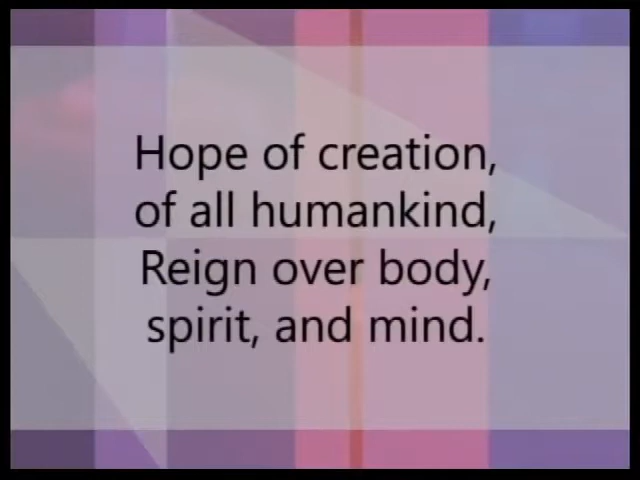 Hope of creation,
of all humankind,
Reign over body,
spirit, and mind.